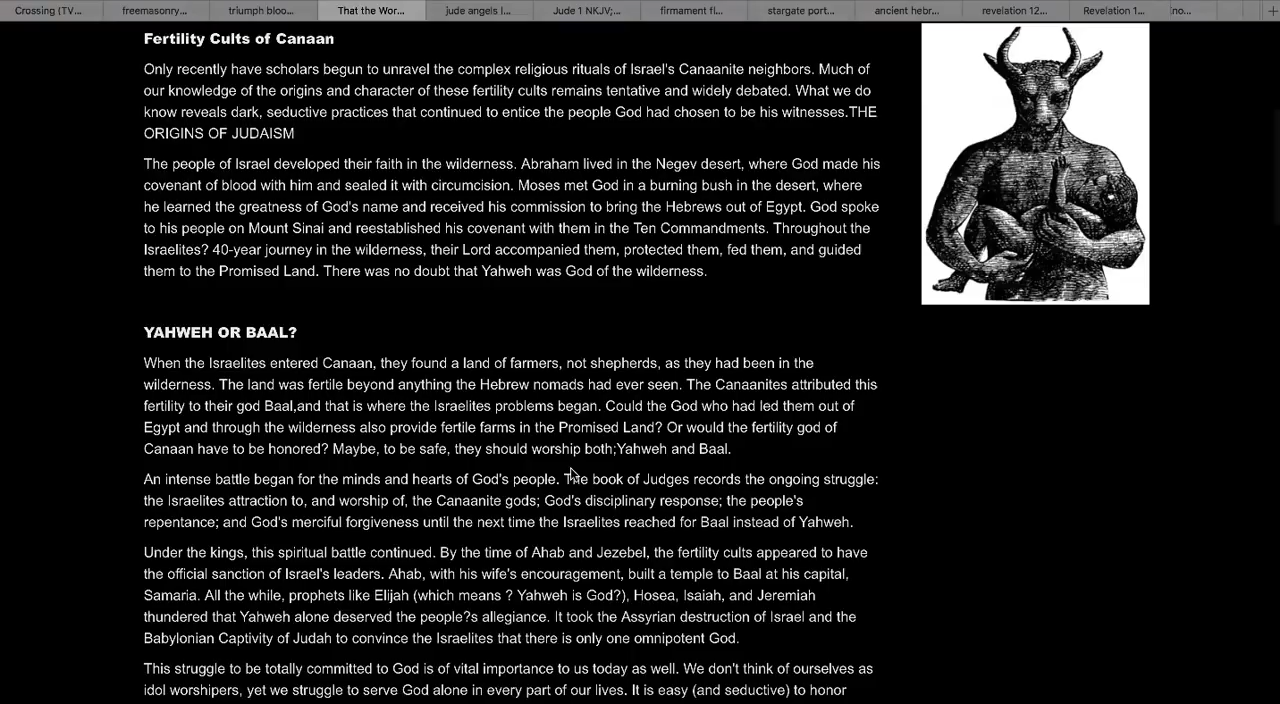 Crossing (TV... freemasonry... triumph bloo... That the Wor... jude angels l... Jude 1 NKJV;... firmament fl... stargate port... ancient hebr... revelation 12... Revelation 1... ino...
Fertility Cults of Canaan
Only recently have scholars begun to unravel the complex religious rituals of Israel's Canaanite neighbors. Much of
our knowledge of the origins and character of these fertility cults remains tentative and widely debated. What we do
know reveals dark, seductive practices that continued to entice the people God had chosen to be his witnesses.THE
ORIGINS OF JUDAISM
The people of Israel developed their faith in the wilderness. Abraham lived in the Negev desert, where God made his
covenant of blood with him and sealed it with circumcision. Moses met God in a burning bush in the desert, where
he learned the greatness of God's name and received his commission to bring the Hebrews out of Egypt. God spoke
to his people on Mount Sinai and reestablished his covenant with them in the Ten Commandments. Throughout the
Israelites? 40-year journey in the wilderness, their Lord accompanied them, protected them, fed them, and guided
them to the Promised Land. There was no doubt that Yahweh was God of the wilderness.
YAHWEH OR BAAL?
When the Israelites entered Canaan, they found a land of farmers, not shepherds, as they had been in the
wilderness. The land was fertile beyond anything the Hebrew nomads had ever seen. The Canaanites attributed this
fertility to their god Baal,and that is where the Israelites problems began. Could the God who had led them out of
Egypt and through the wilderness also provide fertile farms in the Promised Land? Or would the fertility god of
Canaan have to be honored? Maybe, to be safe, they should worship both;Yahweh and Baal.
An intense battle began for the minds and hearts of God's people. The book of Judges records the ongoing struggle:
the Israelites attraction to, and worship of, the Canaanite gods; God's disciplinary response; the people's
repentance; and God's merciful forgiveness until the next time the Israelites reached for Baal instead of Yahweh.
Under the kings, this spiritual battle continued. By the time of Ahab and Jezebel, the fertility cults appeared to have
the official sanction of Israel's leaders. Ahab, with his wife's encouragement, built a temple to Baal at his capital,
Samaria. All the while, prophets like Elijah (which means ? Yahweh is God?), Hosea, Isaiah, and Jeremiah
thundered that Yahweh alone deserved the people?s allegiance. It took the Assyrian destruction of Israel and the
Babylonian Captivity of Judah to convince the Israelites that there is only one omnipotent God.
This struggle to be totally committed to God is of vital importance to us today as well. We don't think of ourselves as
idol worshipers, yet we struggle to serve God alone in every part of our lives. It is easy (and seductive) to honor